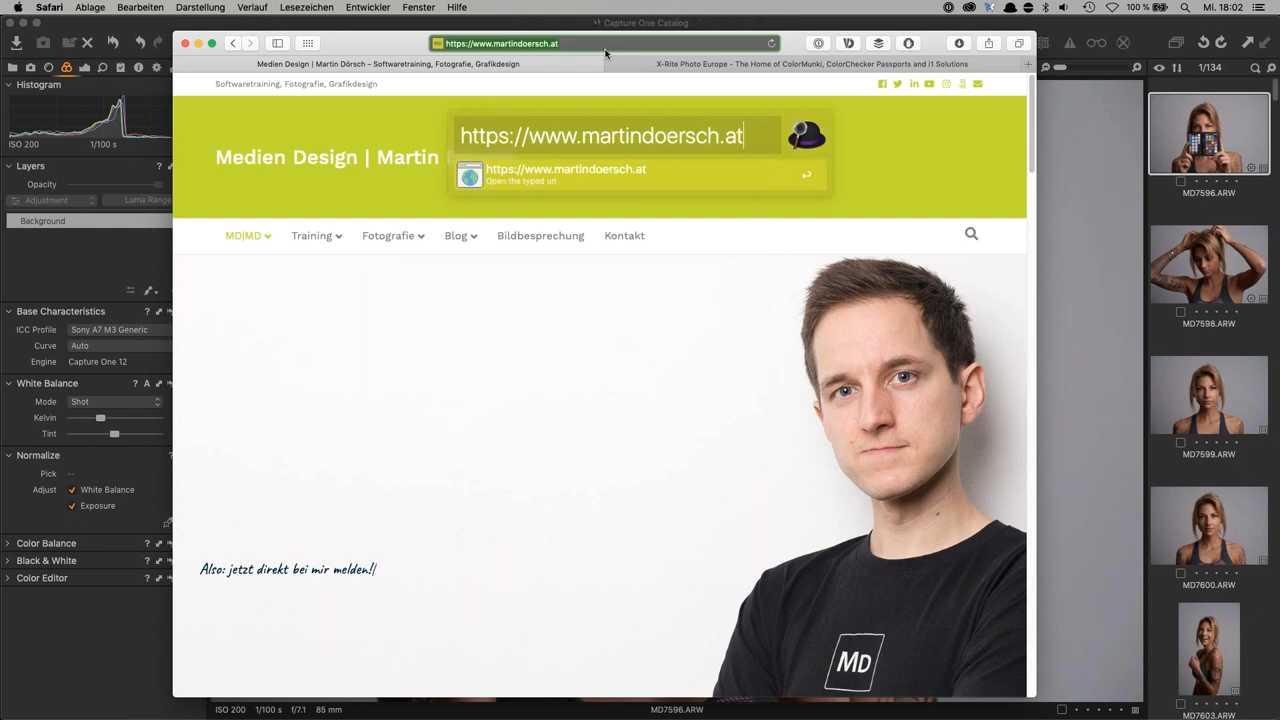 Safari Ablage Bearbeiten Darstellung Verlauf Lesezeichen Entwickler Fenster Hilfe 100 % Mi. 18:02
Capture One Catalog
https://www.martindoersch.at
Medien Design | Martin Dörsch – Softwaretraining, Fotografie, Grafikdesign
X-Rite Photo Europe - The Home of ColorMunki, ColorChecker Passports and i1 Solutions
1/134
Softwaretraining, Fotografie, Grafikdesign
Histogram
ISO 200 1/100 s
Layers
Opacity
Adjustment
Luma Range
Background
Base Characteristics
ICC Profile Sony A7 M3 Generic
Curve Auto
Engine Capture One 12
White Balance A
Mode Shot
Kelvin
Tint
Normalize
Pick --
Adjust White Balance
Exposure
Color Balance
Black & White
Color Editor
Medien Design | Martin
https://www.martindoersch.at
https://www.martindoersch.at
Open the typed url
MD|MD Training Fotografie Blog Bildbesprechung Kontakt
Also: jetzt direkt bei mir melden!
MD
MD7596.ARW
MD7598.ARW
MD7599.ARW
MD7600.ARW
MD7603.ARW
ISO 200 1/100 s f/7.1 85 mm
MD7596.ARW